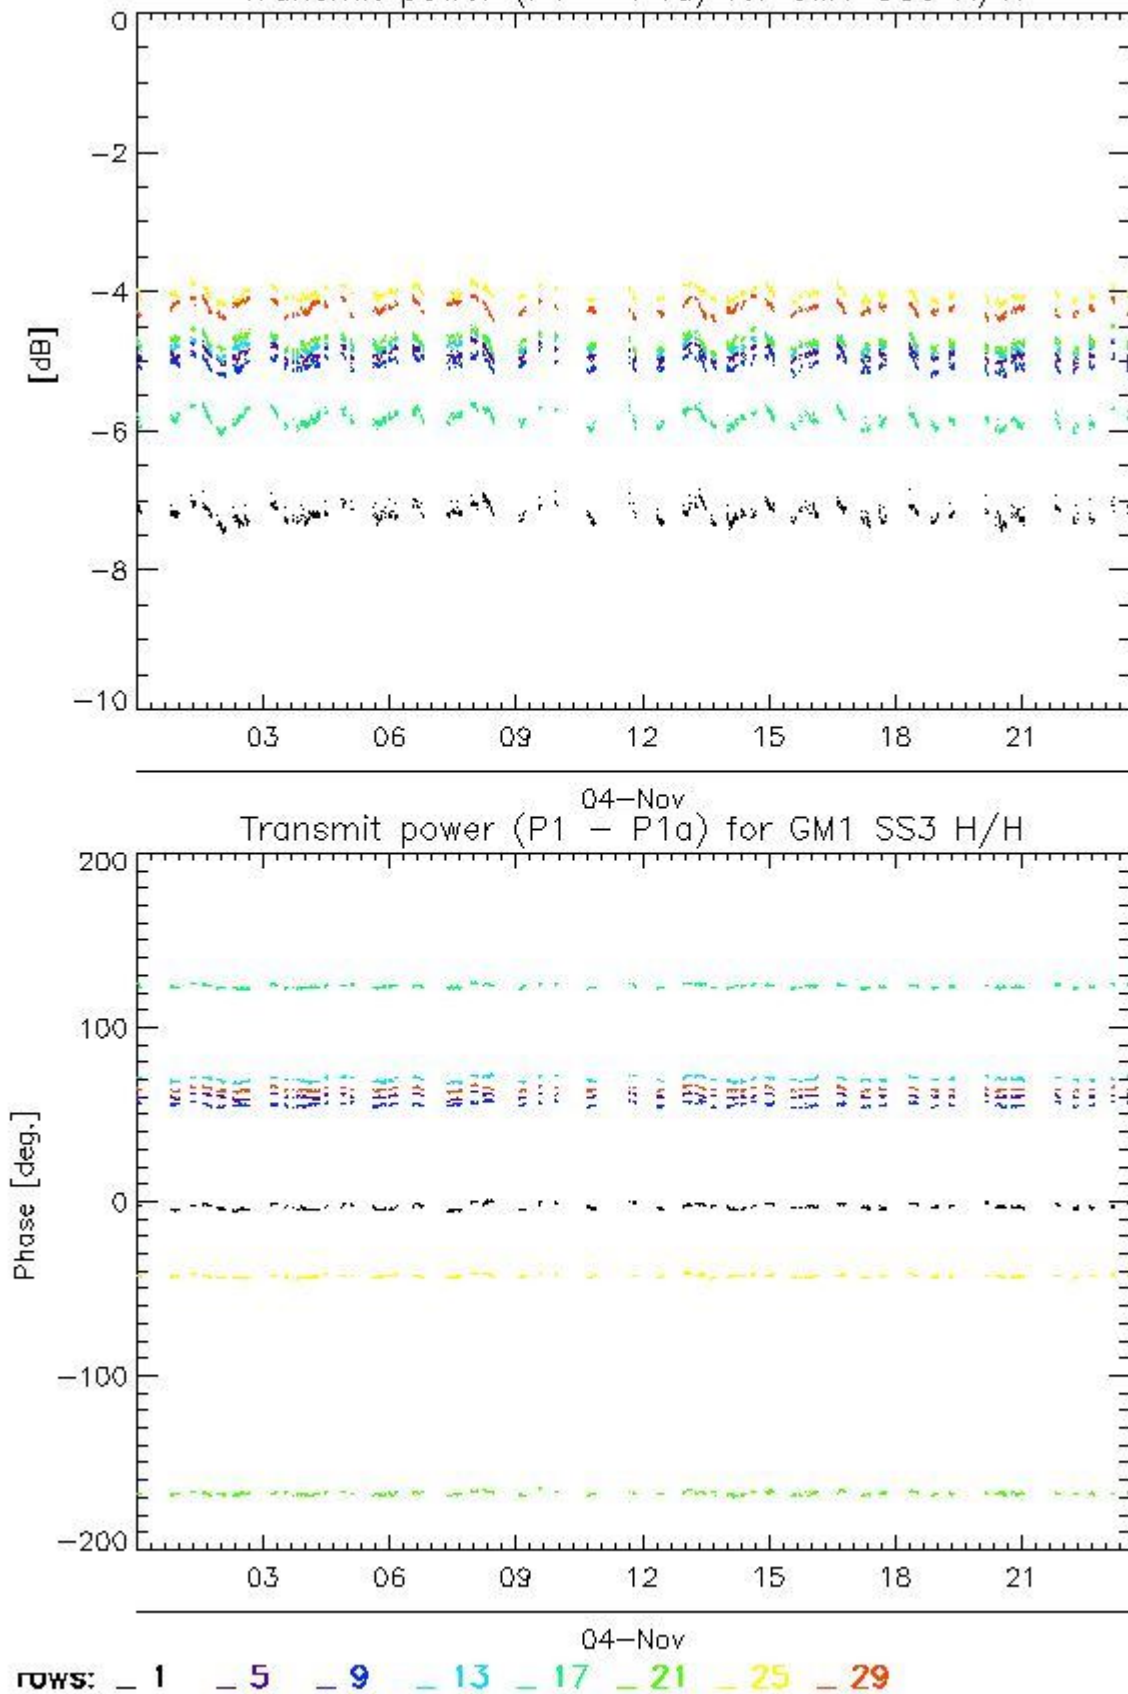 0
−2
−4
[dB]
−6
−8
−10
03 06 09 12 15 18 21
04−Nov
Transmit power (P1 − P1a) for GM1 SS3 H/H
200
100
0
Phase [deg.]
−100
−200
03 06 09 12 15 18 21
04−Nov
rows: _ 1 _ 5 _ 9 _ 13 _ 17 _ 21 _ 25 _ 29